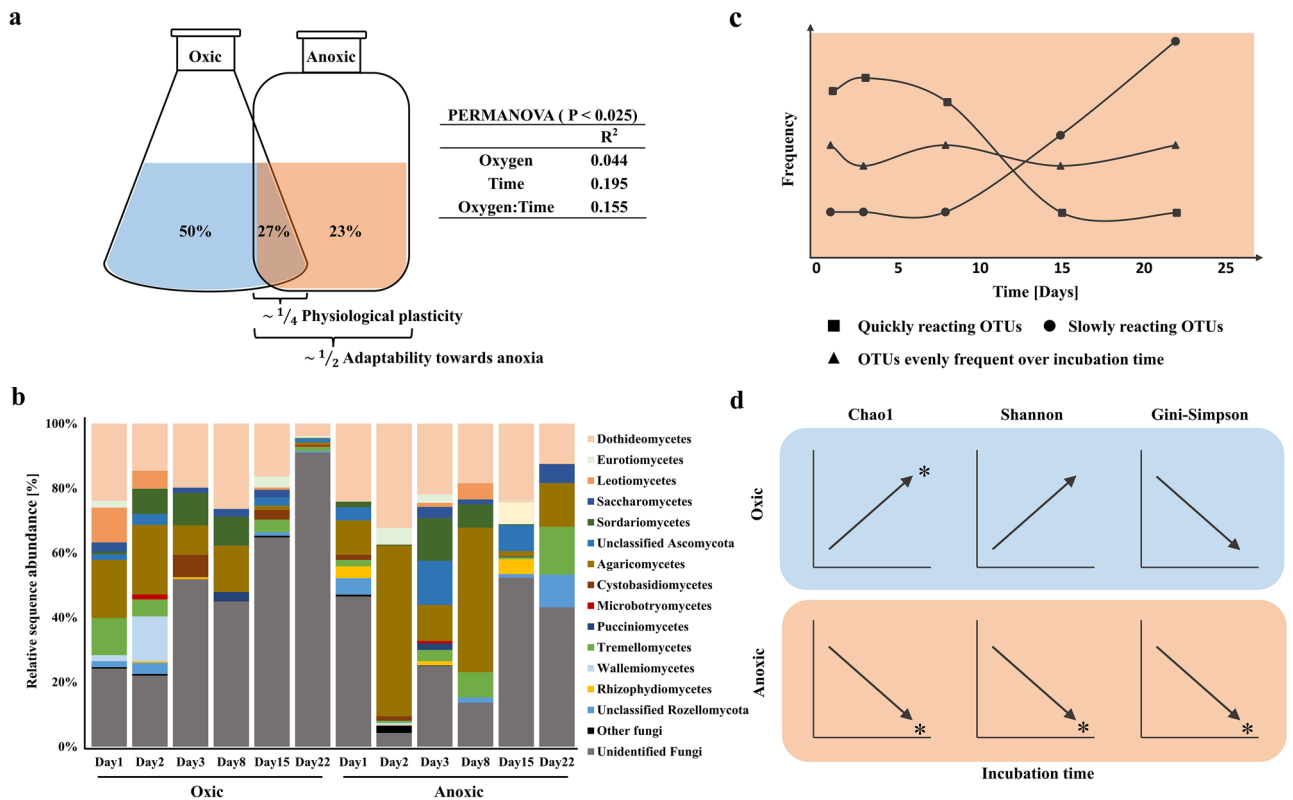 a
Oxic
Anoxic
50%
27%
23%
~ 1/4 Physiological plasticity
~ 1/2 Adaptability towards anoxia
PERMANOVA ( P < 0.025)
R²
Oxygen 0.044
Time 0.195
Oxygen:Time 0.155
b
Relative sequence abundance [%]
100%
80%
60%
40%
20%
0%
Day1 Day2 Day3 Day8 Day15 Day22 Day1 Day2 Day3 Day8 Day15 Day22
Oxic Anoxic
Dothideomycetes
Eurotiomycetes
Leotiomycetes
Saccharomycetes
Sordariomycetes
Unclassified Ascomycota
Agaricomycetes
Cystobasidiomycetes
Microbotryomycetes
Pucciniomycetes
Tremellomycetes
Wallemiomycetes
Rhizophydiomycetes
Unclassified Rozellomycota
Other fungi
Unidentified Fungi
c
Frequency
0 5 10 15 20 25
Time [Days]
Quickly reacting OTUs Slowly reacting OTUs
OTUs evenly frequent over incubation time
d
Chao1 Shannon Gini-Simpson
Oxic
*
Anoxic
* * *
Incubation time